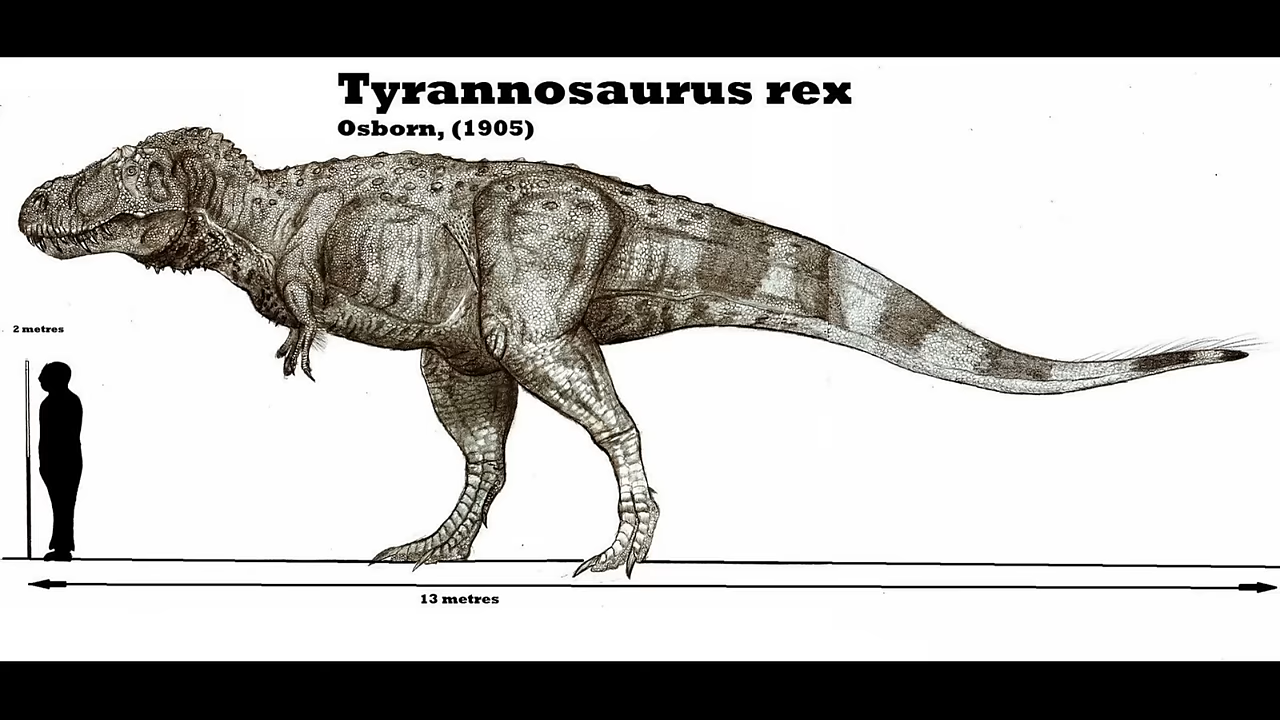 Tyrannosaurus rex
Osborn, (1905)
2 metres
13 metres